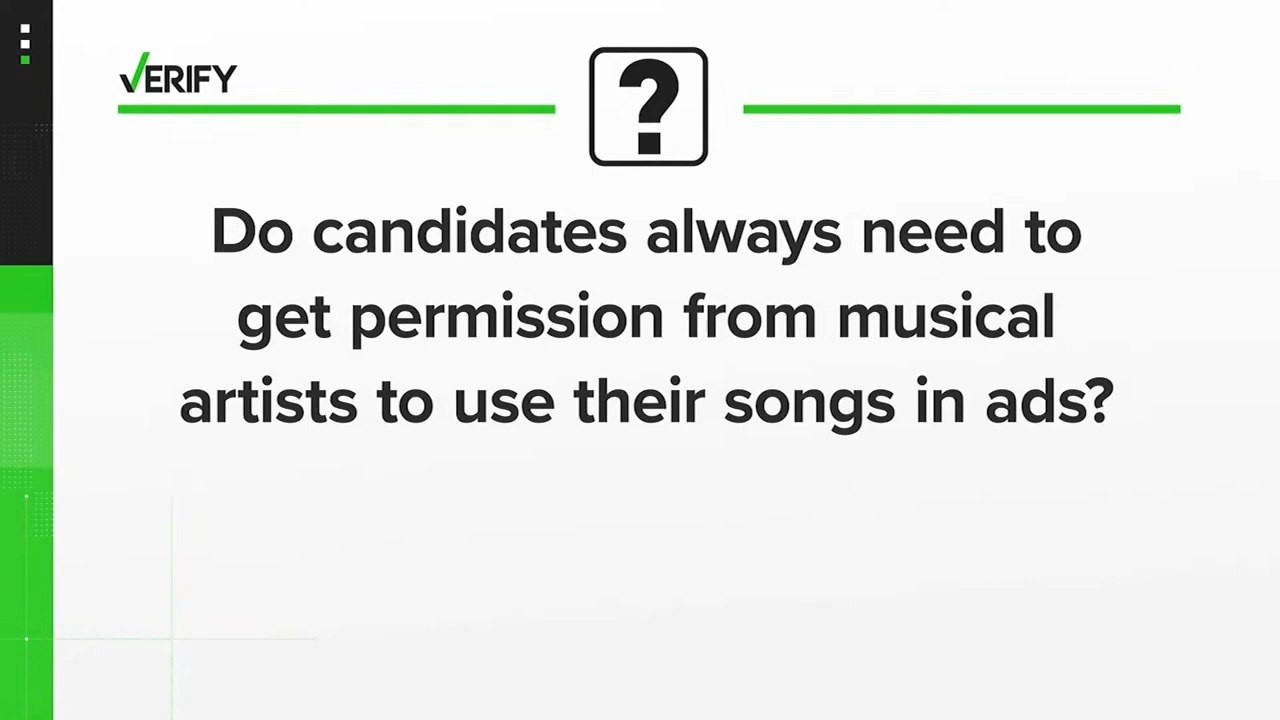 VERIFY
?
Do candidates always need to
get permission from musical
artists to use their songs in ads?